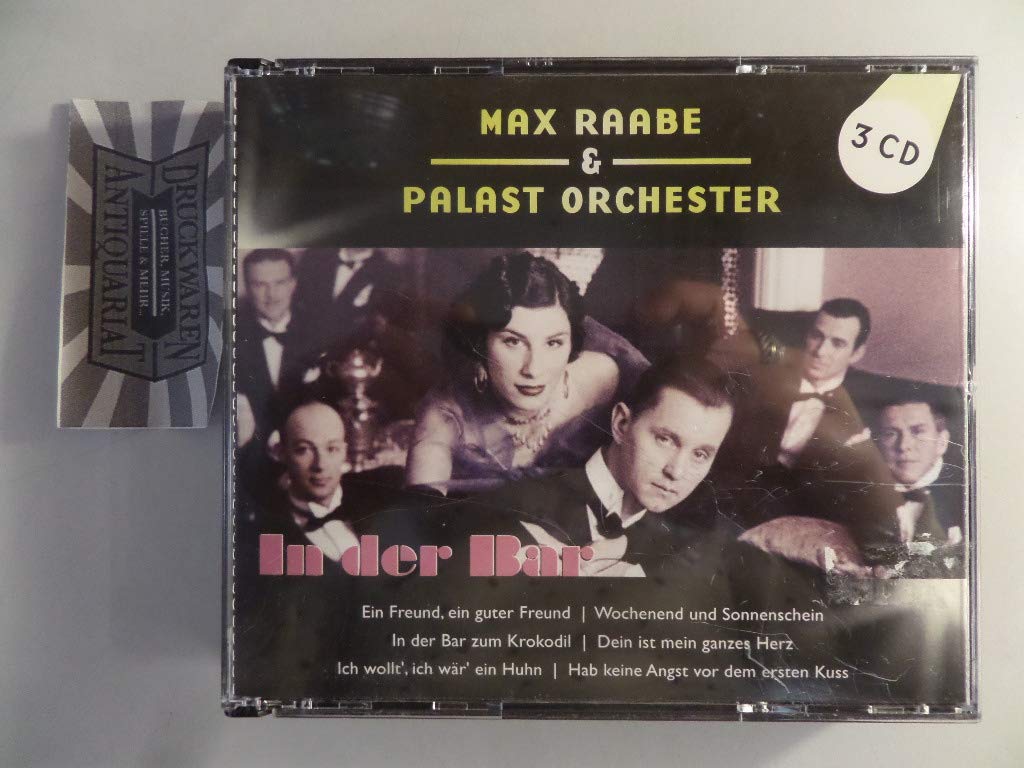 MAX RAABE
&
PALAST ORCHESTER
3 CD
In der Bar
Ein Freund, ein guter Freund | Wochenend und Sonnenschein
In der Bar zum Krokodil | Dein ist mein ganzes Herz
Ich wollt', ich wär' ein Huhn | Hab keine Angst vor dem ersten Kuss
DRUCKWAREN
BÜCHER, MUSIK,
SPIELE & MEHR...
ANTIQUARIAT